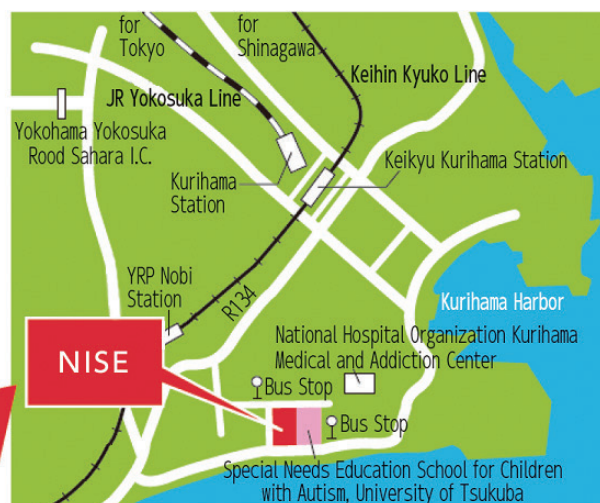 for
Tokyo
for
Shinagawa
Keihin Kyuko Line
JR Yokosuka Line
Yokohama Yokosuka
Rood Sahara I.C.
Kurihama
Station
Keikyu Kurihama Station
YRP Nobi
Station
R134
Kurihama Harbor
NISE
National Hospital Organization Kurihama
Medical and Addiction Center
Bus Stop
Bus Stop
Special Needs Education School for Children
with Autism, University of Tsukuba